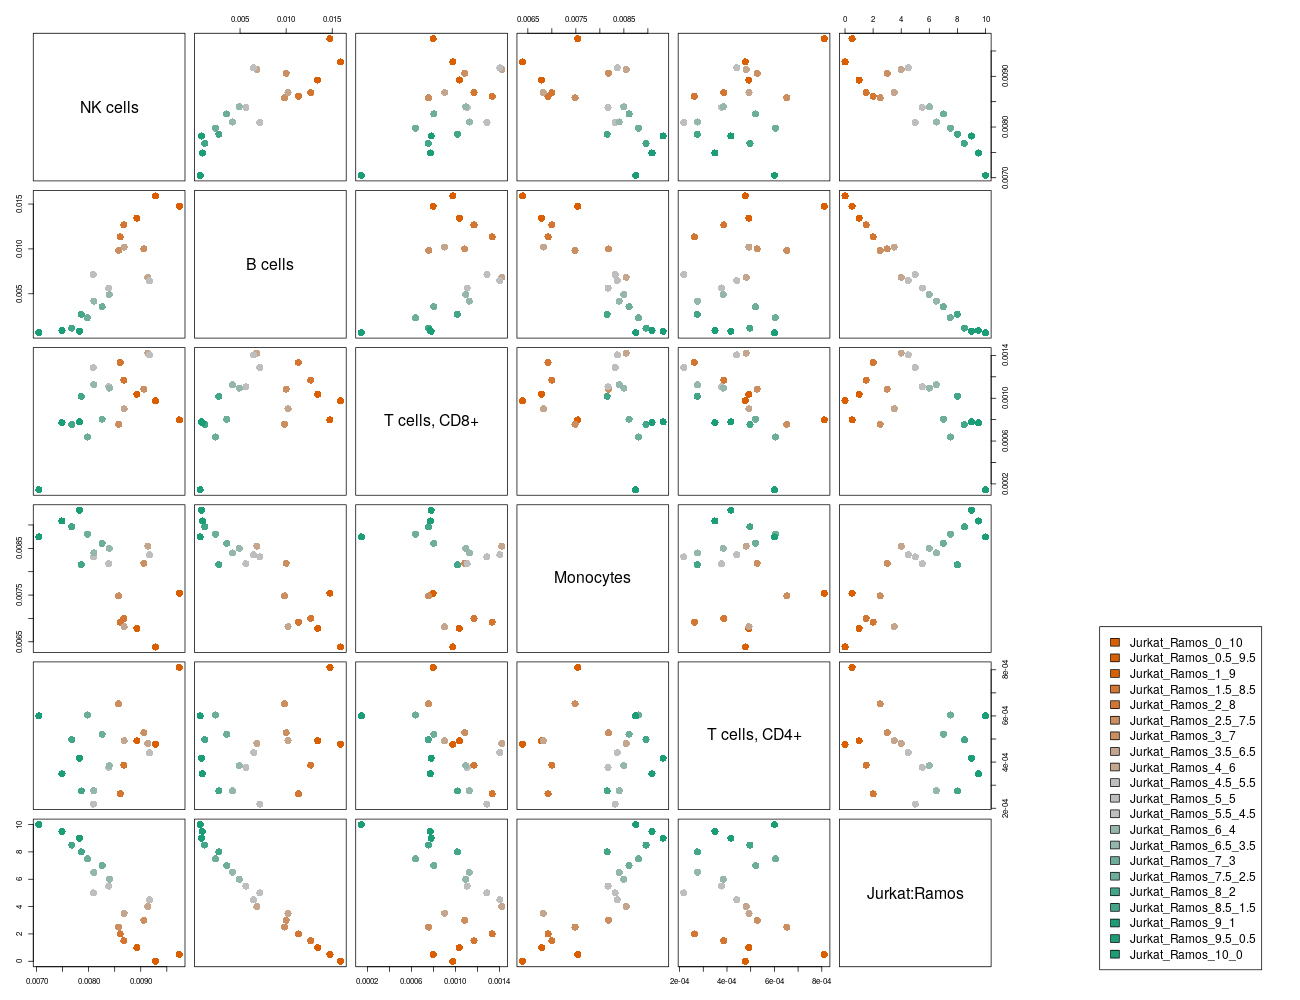 0.005 0.010 0.015
0.0065 0.0075 0.0085
0 2 4 6 8 10
NK cells
0.0070 0.0080 0.0090
0.005 0.010 0.015
B cells
T cells, CD8+
0.0002 0.0006 0.0010 0.0014
0.0065 0.0075 0.0085
Monocytes
T cells, CD4+
2e-04 4e-04 6e-04 8e-04
0 2 4 6 8 10
Jurkat:Ramos
0.0070 0.0080 0.0090
0.0002 0.0008 0.0014
2e-04 4e-04 6e-04 8e-04
Jurkat_Ramos_0_10
Jurkat_Ramos_0.5_9.5
Jurkat_Ramos_1_9
Jurkat_Ramos_1.5_8.5
Jurkat_Ramos_2_8
Jurkat_Ramos_2.5_7.5
Jurkat_Ramos_3_7
Jurkat_Ramos_3.5_6.5
Jurkat_Ramos_4_6
Jurkat_Ramos_4.5_5.5
Jurkat_Ramos_5_5
Jurkat_Ramos_5.5_4.5
Jurkat_Ramos_6_4
Jurkat_Ramos_6.5_3.5
Jurkat_Ramos_7_3
Jurkat_Ramos_7.5_2.5
Jurkat_Ramos_8_2
Jurkat_Ramos_8.5_1.5
Jurkat_Ramos_9_1
Jurkat_Ramos_9.5_0.5
Jurkat_Ramos_10_0